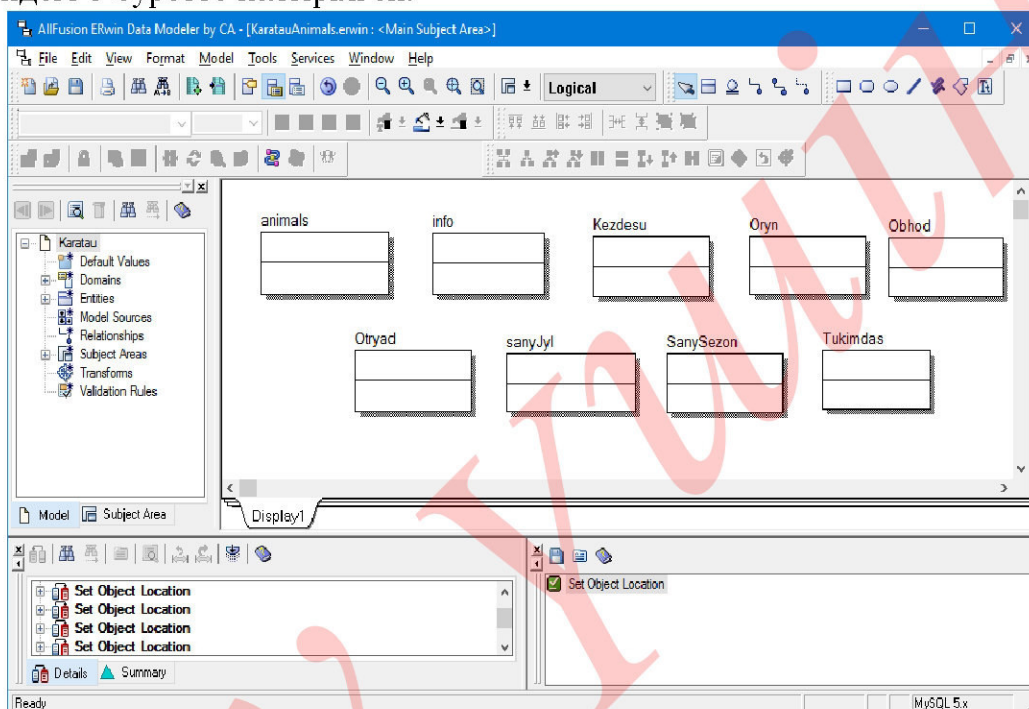 AllFusion ERwin Data Modeler by CA - [KaratauAnimals.erwin : <Main Subject Area>]
File Edit View Format Model Tools Services Window Help
Logical
animals info Kezdesu Oryn Obhod
Karatau
Default Values
Domains
Entities
Model Sources
Relationships
Subject Areas
Transforms
Validation Rules
Otryad sanyJyl SanySezon Tukimdas
Model Subject Area
Display1
Set Object Location
Set Object Location
Set Object Location
Set Object Location
Set Object Location
Details Summary
Ready MySQL 5.x